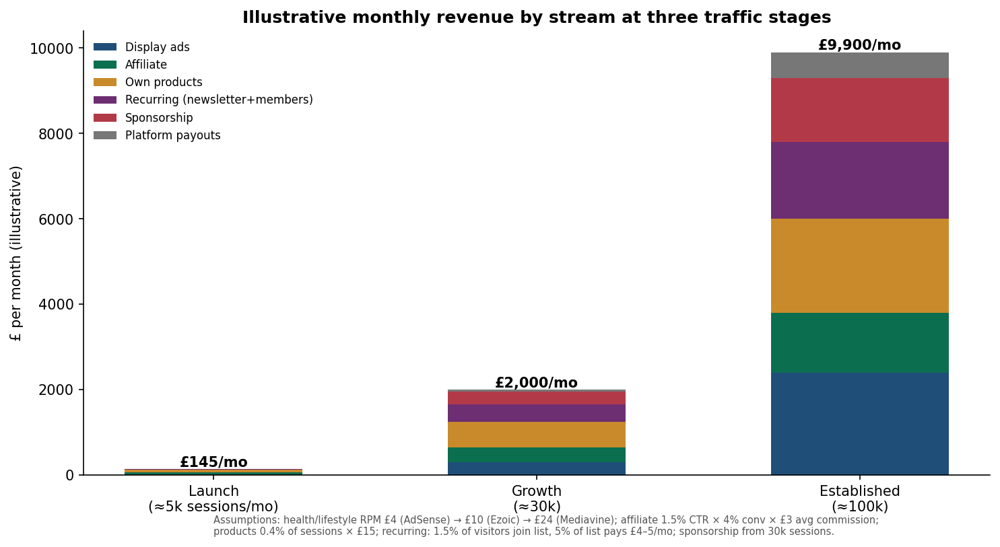 Illustrative monthly revenue by stream at three traffic stages
£ per month (illustrative)
10000
8000
6000
4000
2000
0
Display ads
Affiliate
Own products
Recurring (newsletter+members)
Sponsorship
Platform payouts
£145/mo
£2,000/mo
£9,900/mo
Launch
(≈5k sessions/mo)
Growth
(≈30k)
Established
(≈100k)
Assumptions: health/lifestyle RPM £4 (AdSense) → £10 (Ezoic) → £24 (Mediavine); affiliate 1.5% CTR × 4% conv × £3 avg commission;
products 0.4% of sessions × £15; recurring: 1.5% of visitors join list, 5% of list pays £4–5/mo; sponsorship from 30k sessions.